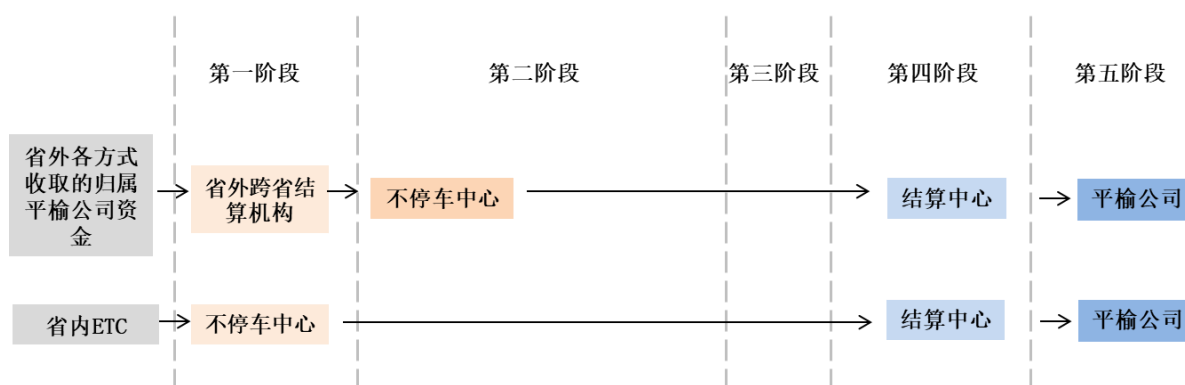 第一阶段
第二阶段
第三阶段
第四阶段
第五阶段
省外各方式
收取的归属
平榆公司资
金
省外跨省结
算机构
不停车中心
结算中心
平榆公司
省内ETC
不停车中心
结算中心
平榆公司